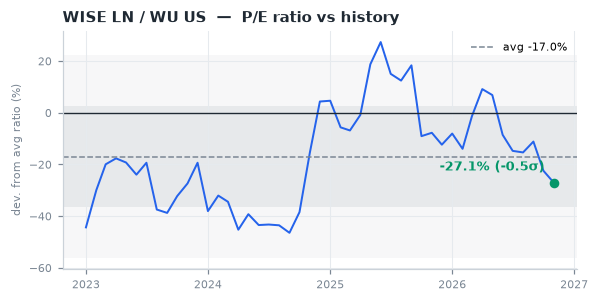 WISE LN / WU US — P/E ratio vs history
avg -17.0%
dev. from avg ratio (%)
20
0
−20
−40
−60
-27.1% (-0.5σ)
2023 2024 2025 2026 2027